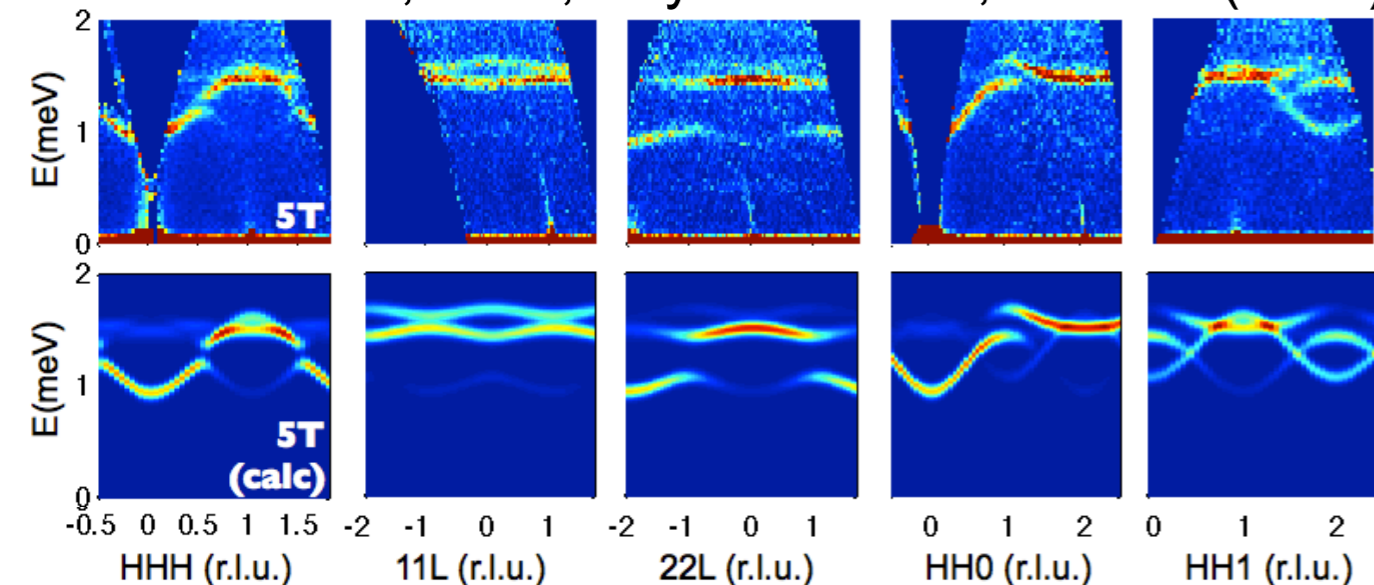 2
1
0
E(meV)
5T
2
1
0
E(meV)
5T
(calc)
-0.5 0 0.5 1 1.5
-2 -1 0 1
-2 -1 0 1
0 1 2
0 1 2
HHH (r.l.u.)
11L (r.l.u.)
22L (r.l.u.)
HH0 (r.l.u.)
HH1 (r.l.u.)